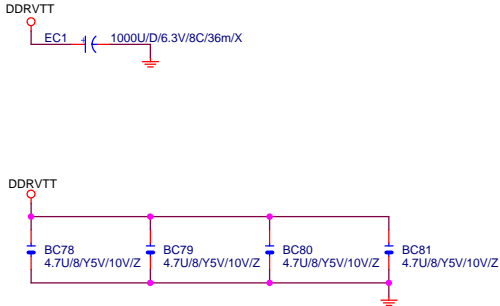 DDRVTT
EC1 1000U/D/6.3V/8C/36m/X
DDRVTT
BC78 BC79 BC80 BC81
4.7U/8/Y5V/10V/Z 4.7U/8/Y5V/10V/Z 4.7U/8/Y5V/10V/Z 4.7U/8/Y5V/10V/Z